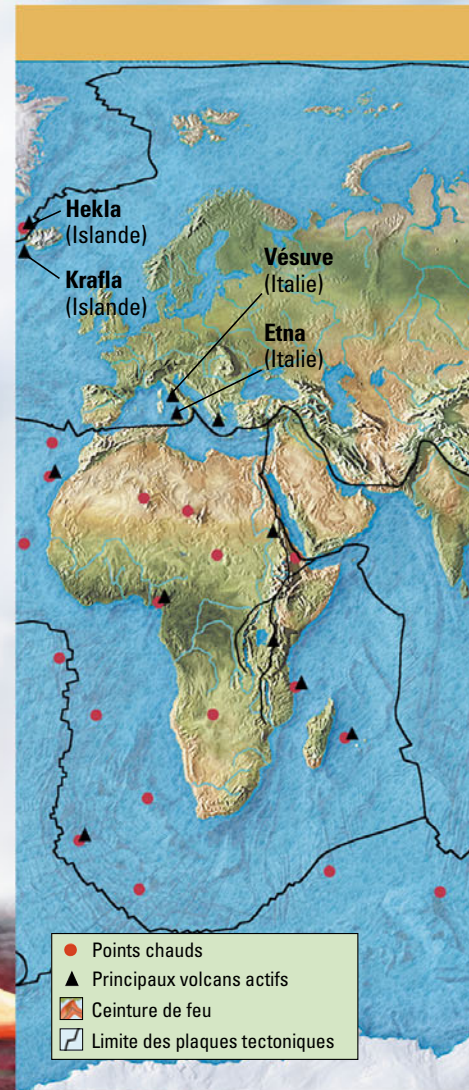 Hekla
(Islande)
Krafla
(Islande)
Vésuve
(Italie)
Etna
(Italie)
Points chauds
Principaux volcans actifs
Ceinture de feu
Limite des plaques tectoniques